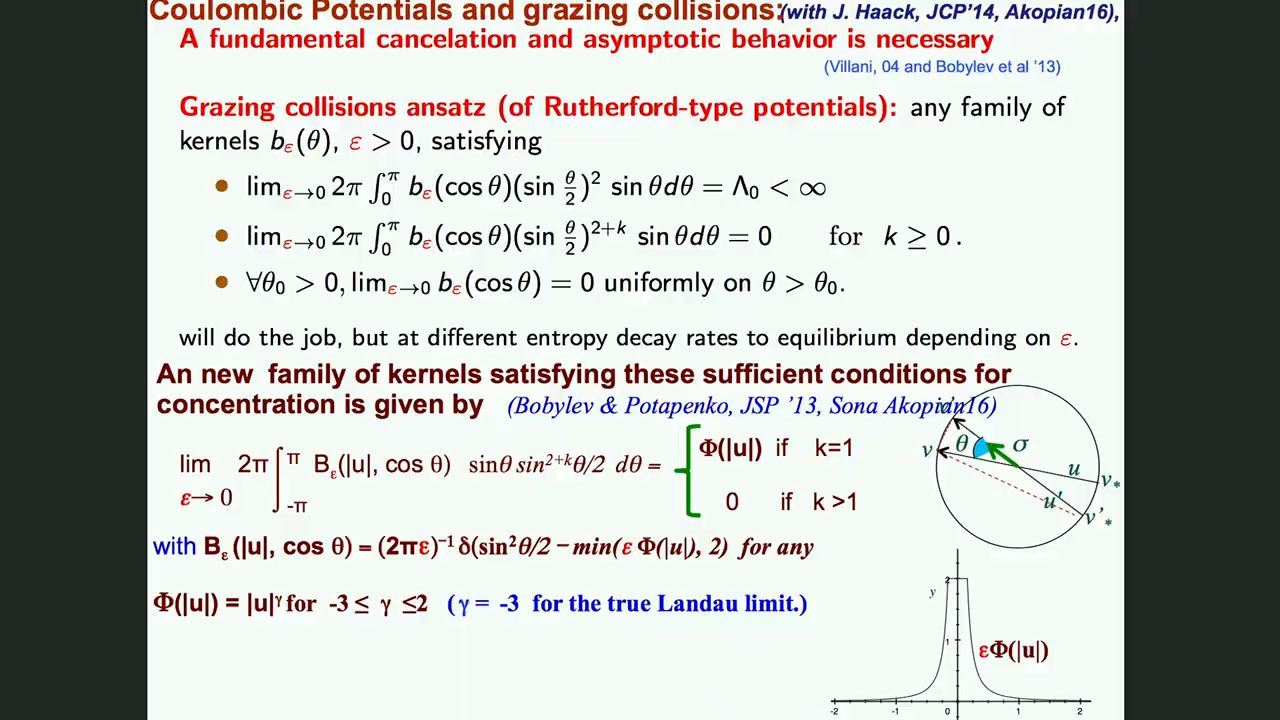 Coulombic Potentials and grazing collisions:(with J. Haack, JCP'14, Akopian16),
A fundamental cancelation and asymptotic behavior is necessary
(Villani, 04 and Bobylev et al '13)
Grazing collisions ansatz (of Rutherford-type potentials): any family of
kernels b_ε(θ), ε > 0, satisfying
• lim_{ε→0} 2π ∫_0^π b_ε(cos θ)(sin θ/2)^2 sin θdθ = Λ_0 < ∞
• lim_{ε→0} 2π ∫_0^π b_ε(cos θ)(sin θ/2)^{2+k} sin θdθ = 0 for k ≥ 0.
• ∀θ_0 > 0, lim_{ε→0} b_ε(cos θ) = 0 uniformly on θ > θ_0.
will do the job, but at different entropy decay rates to equilibrium depending on ε.
An new family of kernels satisfying these sufficient conditions for
concentration is given by (Bobylev & Potapenko, JSP '13, Sona Akopian16)
lim_{ε→0} 2π ∫_{-π}^π B_ε(|u|, cos θ) sinθ sin^{2+k}θ/2 dθ = { Φ(|u|) if k=1
0 if k >1
v θ σ u v_* u' v'_*
with B_ε (|u|, cos θ) = (2πε)^{-1} δ(sin^2θ/2 − min(ε Φ(|u|), 2) for any
Φ(|u|) = |u|^γ for -3 ≤ γ ≤2 (γ = -3 for the true Landau limit.)
2
y
1
εΦ(|u|)
-2 -1 0 1 2